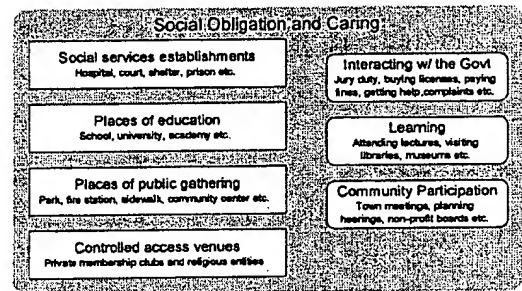 Social Obligation and Caring
Social services establishments
Hospital, court, shelter, prison etc.
Places of education
School, university, academy etc.
Places of public gathering
Park, fire station, sidewalk, community center etc.
Controlled access venues
Private membership clubs and religious entities
Interacting w/ the Govt
Jury duty, buying licenses, paying
fines, getting help,complaints etc.
Learning
Attending lectures, visiting
libraries, museums etc.
Community Participation
Town meetings, planning
hearings, non-profit boards etc.